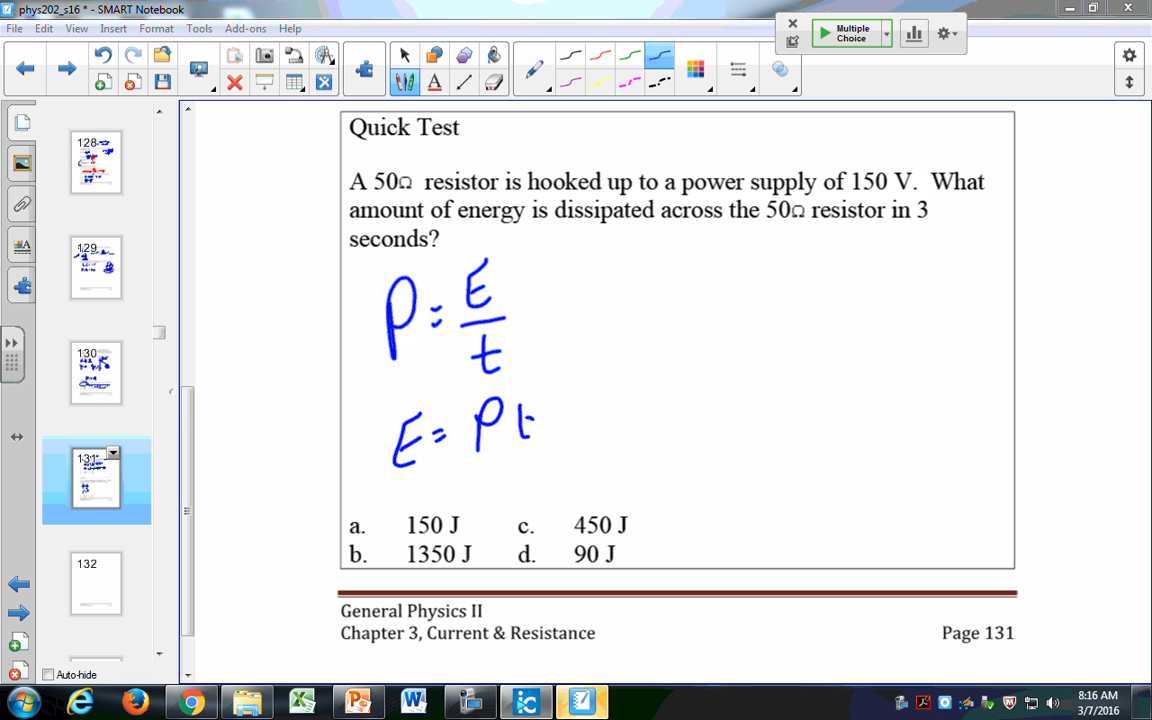 phys202_s16 * - SMART Notebook
File Edit View Insert Format Tools Add-ons Help
Multiple
Choice
128
129
130
131
132
Quick Test
A 50Ω resistor is hooked up to a power supply of 150 V. What
amount of energy is dissipated across the 50Ω resistor in 3
seconds?
P = E
t
E = Pt
a. 150 J c. 450 J
b. 1350 J d. 90 J
General Physics II
Chapter 3, Current & Resistance Page 131
Auto-hide
8:16 AM
3/7/2016